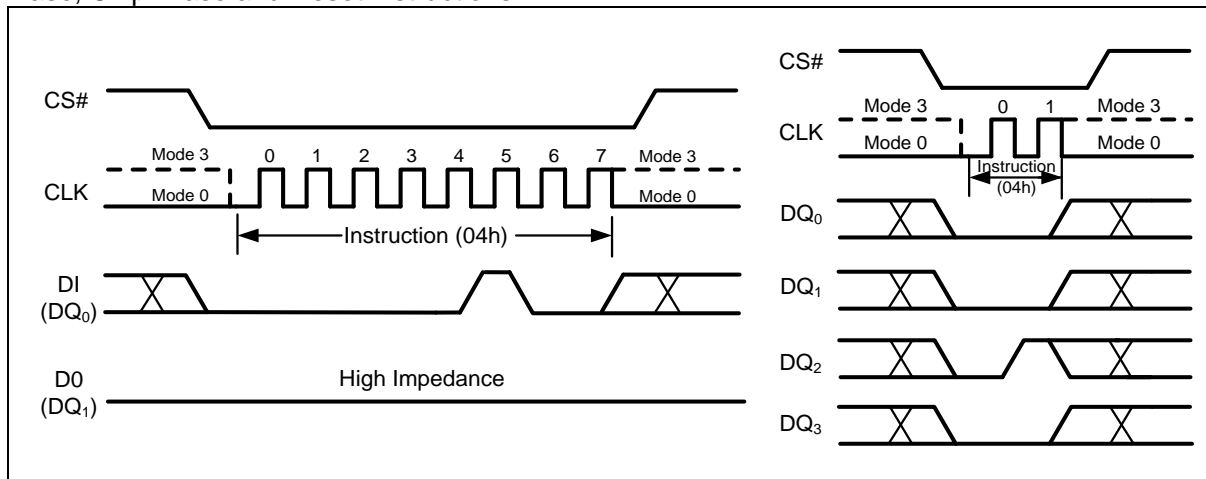 CS#
Mode 3
0 1 2 3 4 5 6 7
Mode 3
CLK
Mode 0
Mode 0
Instruction (04h)
DI
(DQ0)
D0
(DQ1)
High Impedance
CS#
Mode 3
0 1
Mode 3
CLK
Mode 0
Mode 0
Instruction
(04h)
DQ0
DQ1
DQ2
DQ3